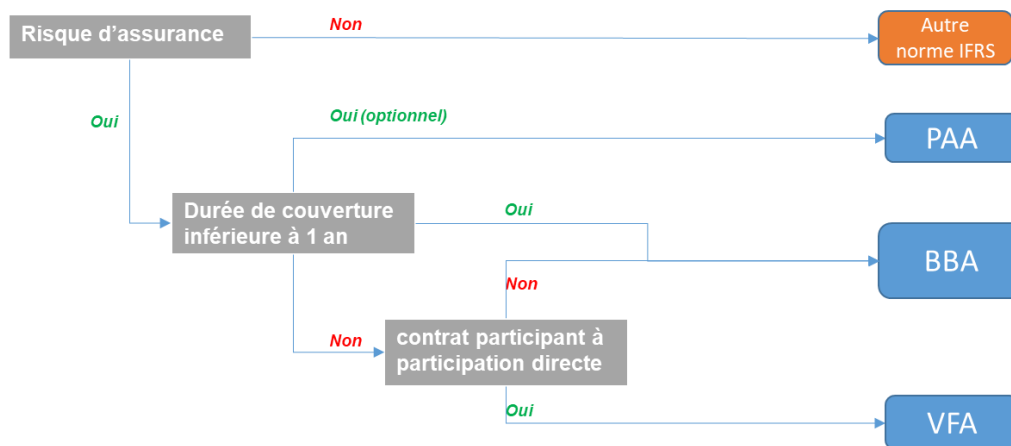 Risque d’assurance
Non
Autre
norme IFRS
Oui
Oui (optionnel)
PAA
Durée de couverture
inférieure à 1 an
Oui
BBA
Non
Non
contrat participant à
participation directe
Oui
VFA